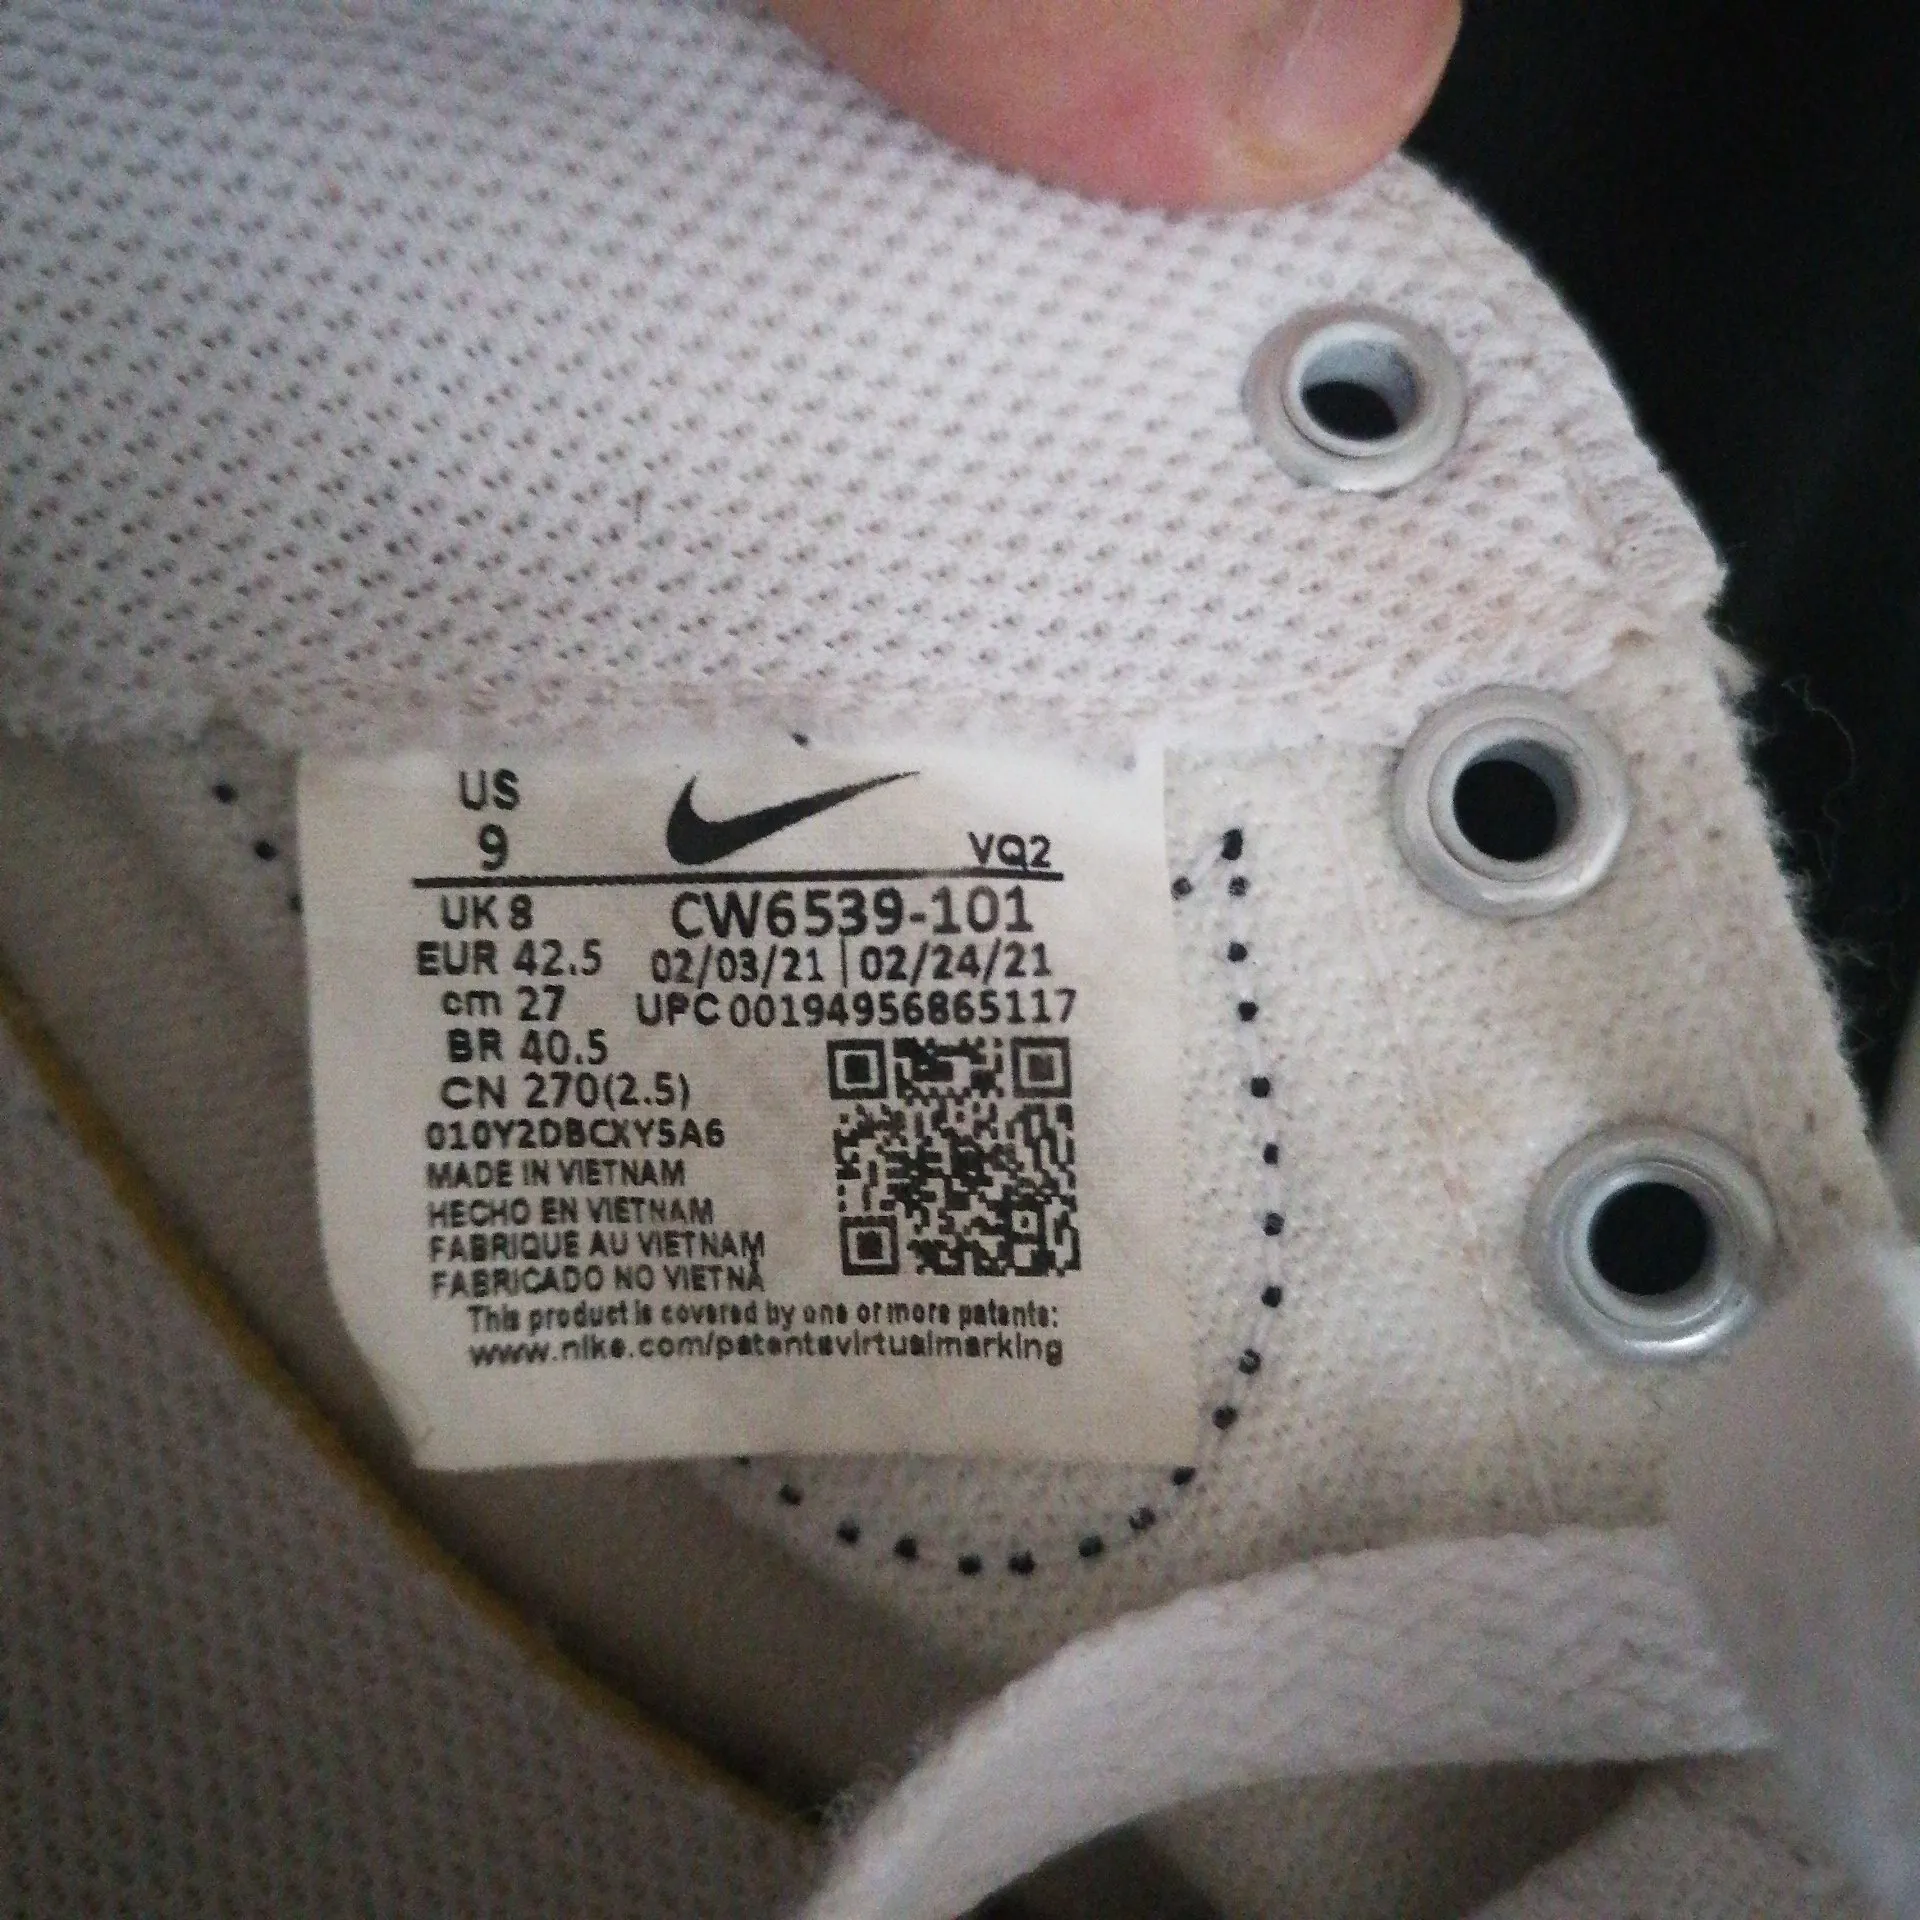 US
9
VQ2
UK 8
CW6539-101
EUR 42.5
02/03/21 | 02/24/21
cm 27
UPC 00194956865117
BR 40.5
CN 270(2.5)
010Y2DBCXY5A6
MADE IN VIETNAM
HECHO EN VIETNAM
FABRIQUE AU VIETNAM
FABRICADO NO VIETNÃ
This product is covered by one or more patents:
www.nike.com/patentsvirtualmarking